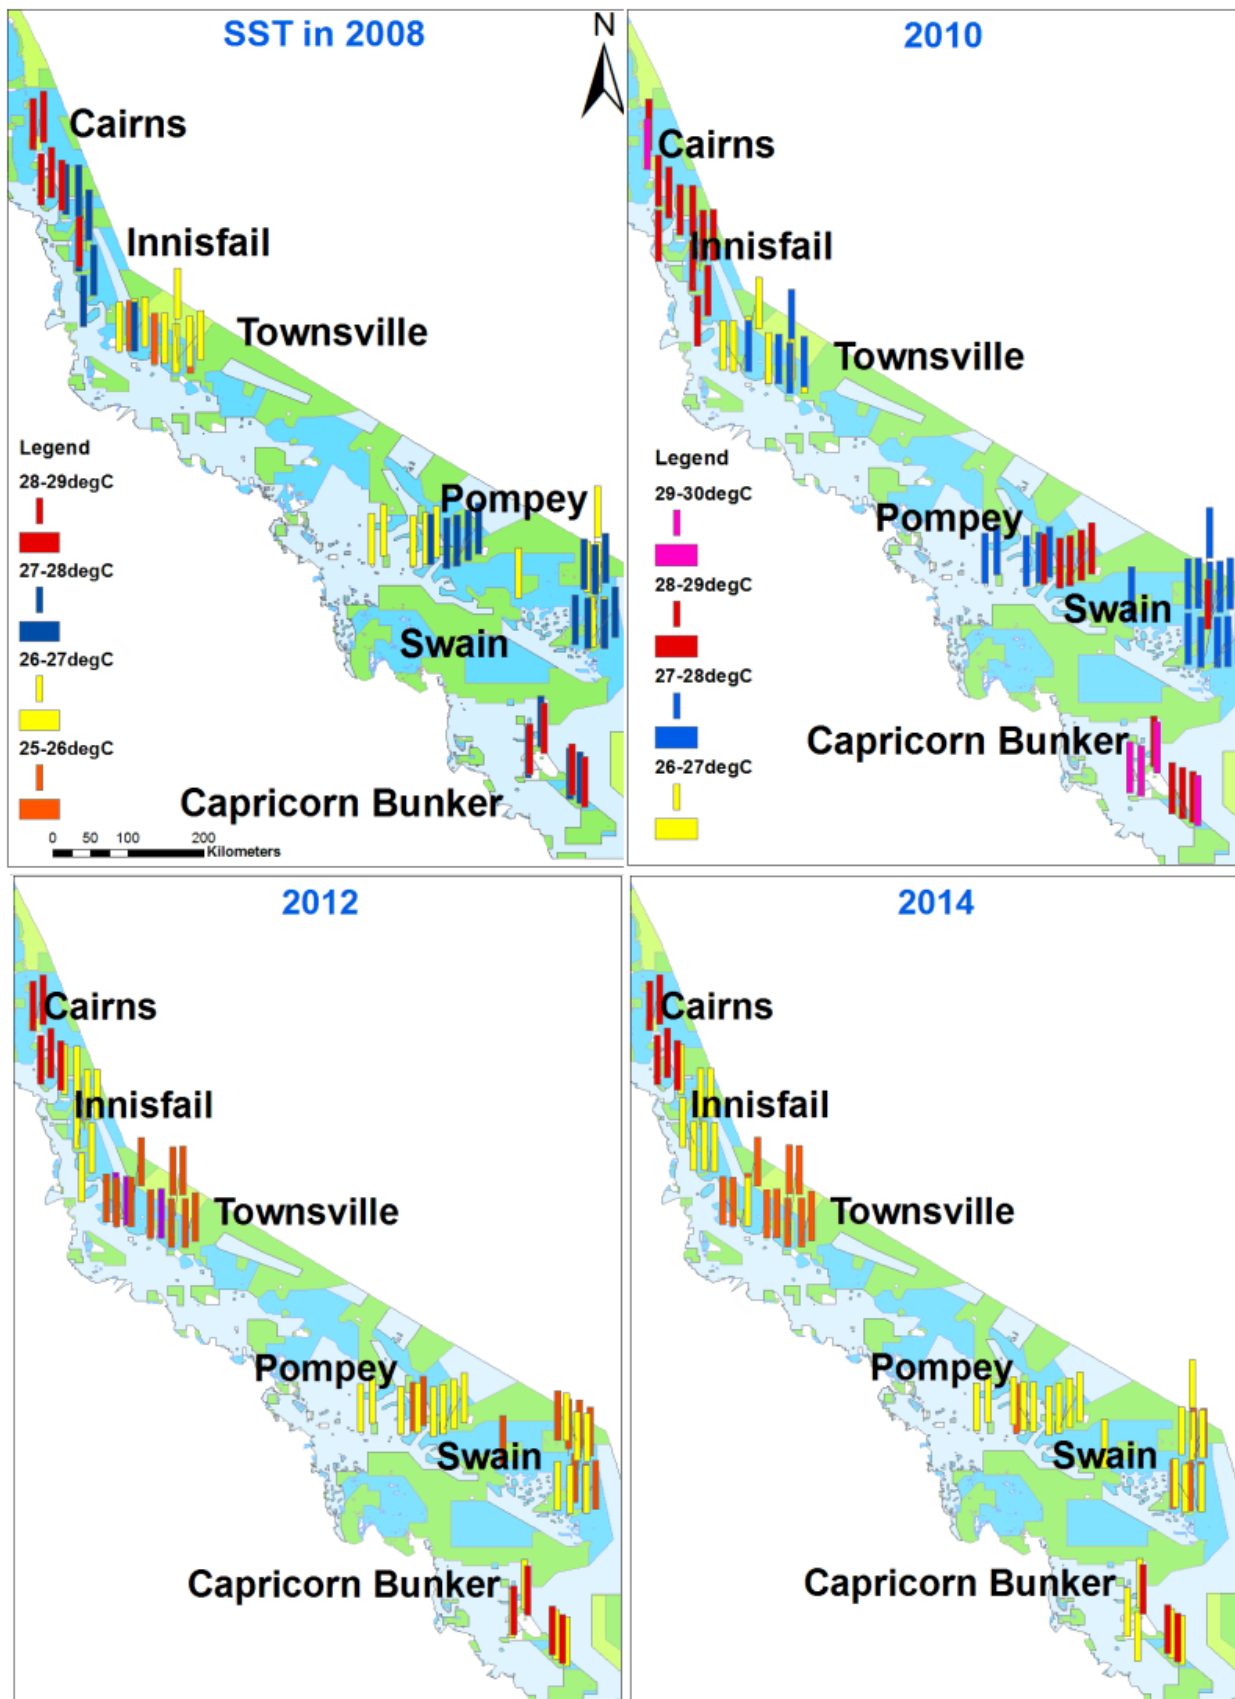 SST in 2008
N
Cairns
Innisfail
Townsville
Pompey
Swain
Capricorn Bunker
Legend
28-29degC
27-28degC
26-27degC
25-26degC
0 50 100 200
Kilometers
2010
Cairns
Innisfail
Townsville
Pompey
Swain
Capricorn Bunker
Legend
29-30degC
28-29degC
27-28degC
26-27degC
2012
Cairns
Innisfail
Townsville
Pompey
Swain
Capricorn Bunker
2014
Cairns
Innisfail
Townsville
Pompey
Swain
Capricorn Bunker